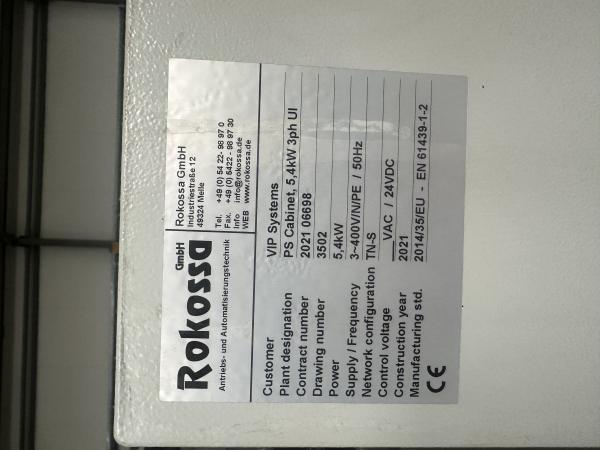 Rokossa GmbH
Antriebs- und Automatisierungstechnik
Rokossa GmbH
Industriestraße 12
49324 Melle
Tel. +49 (0) 54 22- 98 97 0
Fax. +49 (0) 5422 - 98 97 30
Info info@rokossa.de
WEB www.rokossa.de
Customer VIP Systems
Plant designation PS Cabinet, 5,4kW 3ph UI
Contract number 2021 06698
Drawing number 3502
Power 5,4kW
Supply / Frequency 3~400V/N/PE / 50Hz
Network configuration TN-S
Control voltage VAC / 24VDC
Construction year 2021
Manufacturing std. 2014/35/EU - EN 61439-1-2
CE